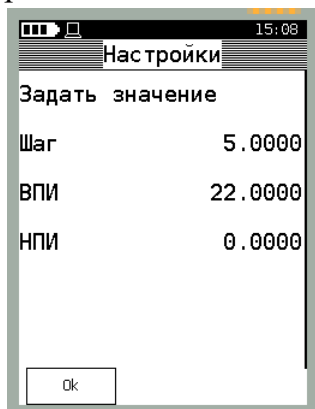 15:08
Настройки
Задать значение
Шаг 5.0000
ВПИ 22.0000
НПИ 0.0000
Ok